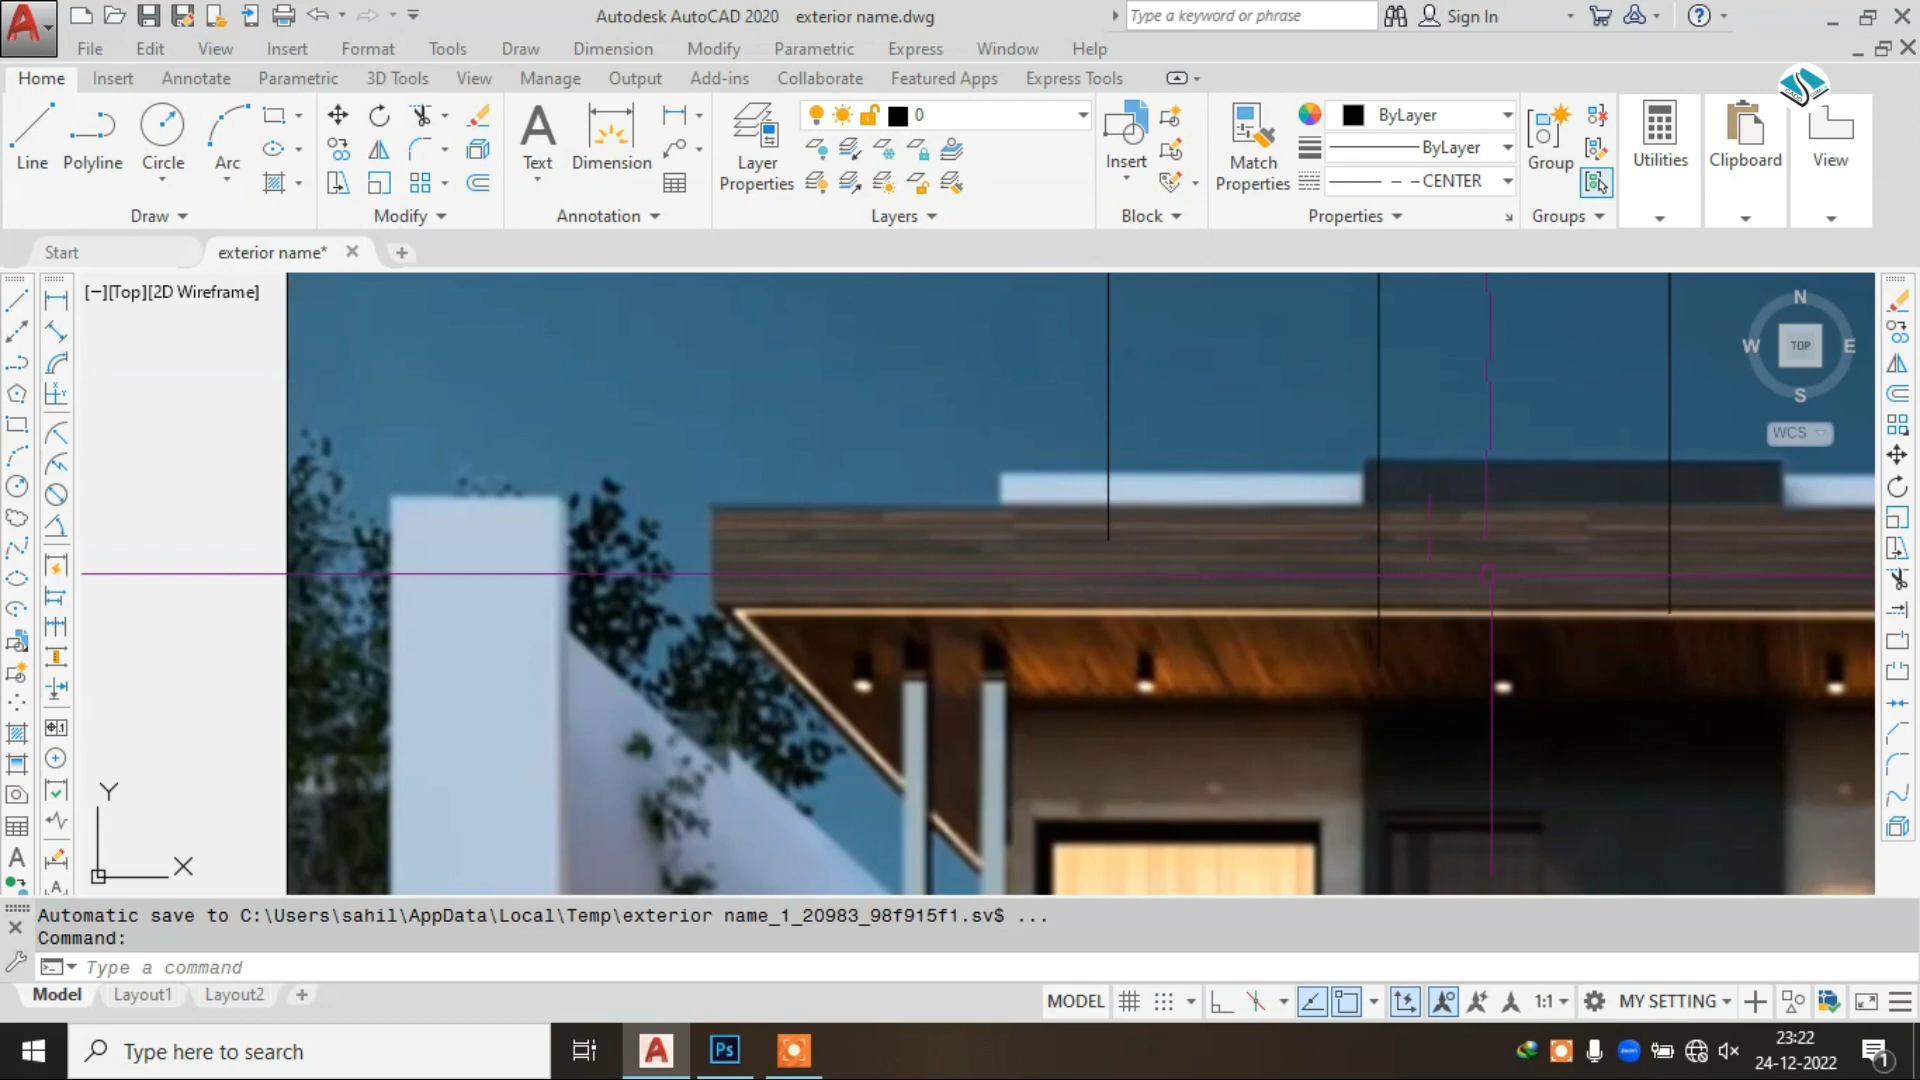 Autodesk AutoCAD 2020 exterior name.dwg
Type a keyword or phrase
Sign In
File Edit View Insert Format Tools Draw Dimension Modify Parametric Express Window Help
Home Insert Annotate Parametric 3D Tools View Manage Output Add-ins Collaborate Featured Apps Express Tools
Line Polyline Circle Arc
Draw
Modify
Text Dimension
Annotation
Layer Properties
0
Layers
Insert
Block
Match Properties
ByLayer
ByLayer
CENTER
Properties
Group
Groups
Utilities
Clipboard
View
Start exterior name*
[−][Top][2D Wireframe]
N
W TOP E
S
WCS
Y
X
Automatic save to C:\Users\sahil\AppData\Local\Temp\exterior name_1_20983_98f915f1.sv$ ...
Command:
Type a command
Model Layout1 Layout2
MODEL 1:1 MY SETTING
Type here to search
A
Ps
zoom
23:22
24-12-2022
1